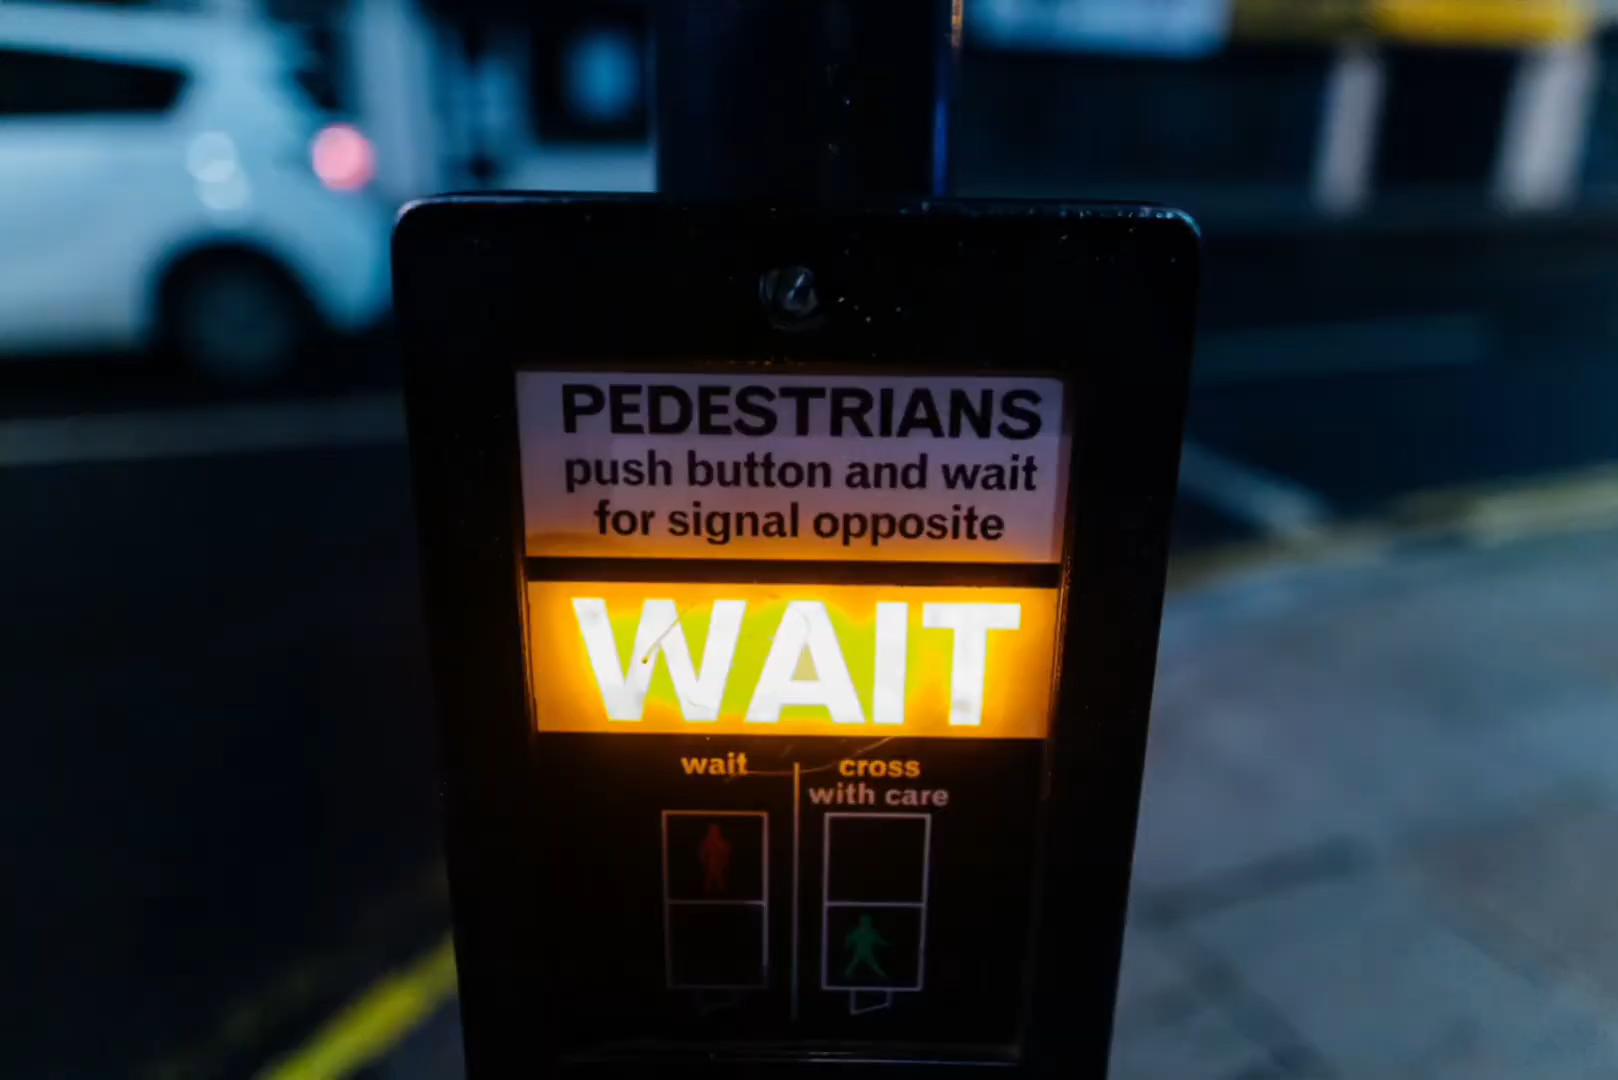 PEDESTRIANS
push button and wait
for signal opposite
WAIT
wait
cross
with care